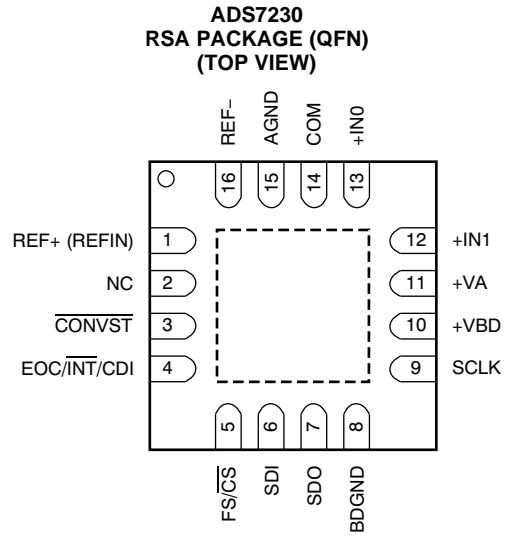 ADS7230
RSA PACKAGE (QFN)
(TOP VIEW)
REF–
AGND
COM
+IN0
16
15
14
13
REF+ (REFIN)
1
12
+IN1
NC
2
11
+VA
CONVST
3
10
+VBD
EOC/INT/CDI
4
9
SCLK
5
6
7
8
FS/CS
SDI
SDO
BDGND